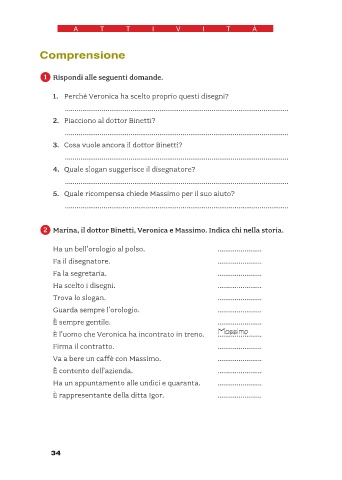 ATTIVITÀ
Comprensione
1 Rispondi alle seguenti domande.
1. Perché Veronica ha scelto proprio questi disegni?
2. Piacciono al dottor Binetti?
3. Cosa vuole ancora il dottor Binetti?
4. Quale slogan suggerisce il disegnatore?
5. Quale ricompensa chiede Massimo per il suo aiuto?
2 Marina, il dottor Binetti, Veronica e Massimo. Indica chi nella storia.
Ha un bell'orologio al polso.
Fa il disegnatore.
Fa la segretaria.
Ha scelto i disegni.
Trova lo slogan.
Guarda sempre l'orologio.
È sempre gentile.
È l'uomo che Veronica ha incontrato in treno. Massimo
Firma il contratto.
Va a bere un caffè con Massimo.
È contento dell'azienda.
Ha un appuntamento alle undici e quaranta.
È rappresentante della ditta Igor.
34